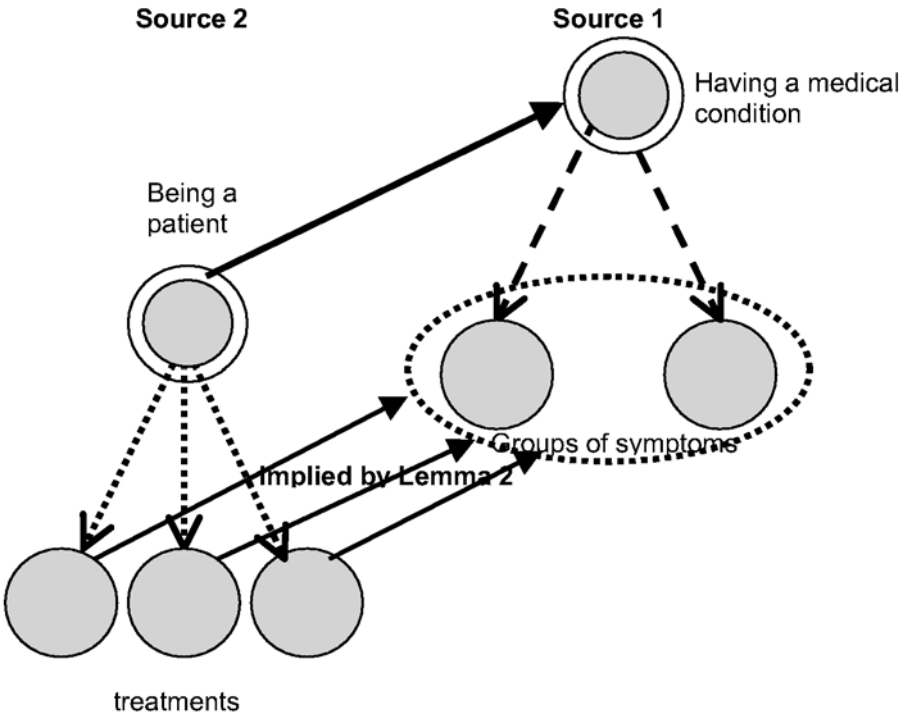 Source 2
Source 1
Having a medical
condition
Being a
patient
Groups of symptoms
Implied by Lemma 2
treatments